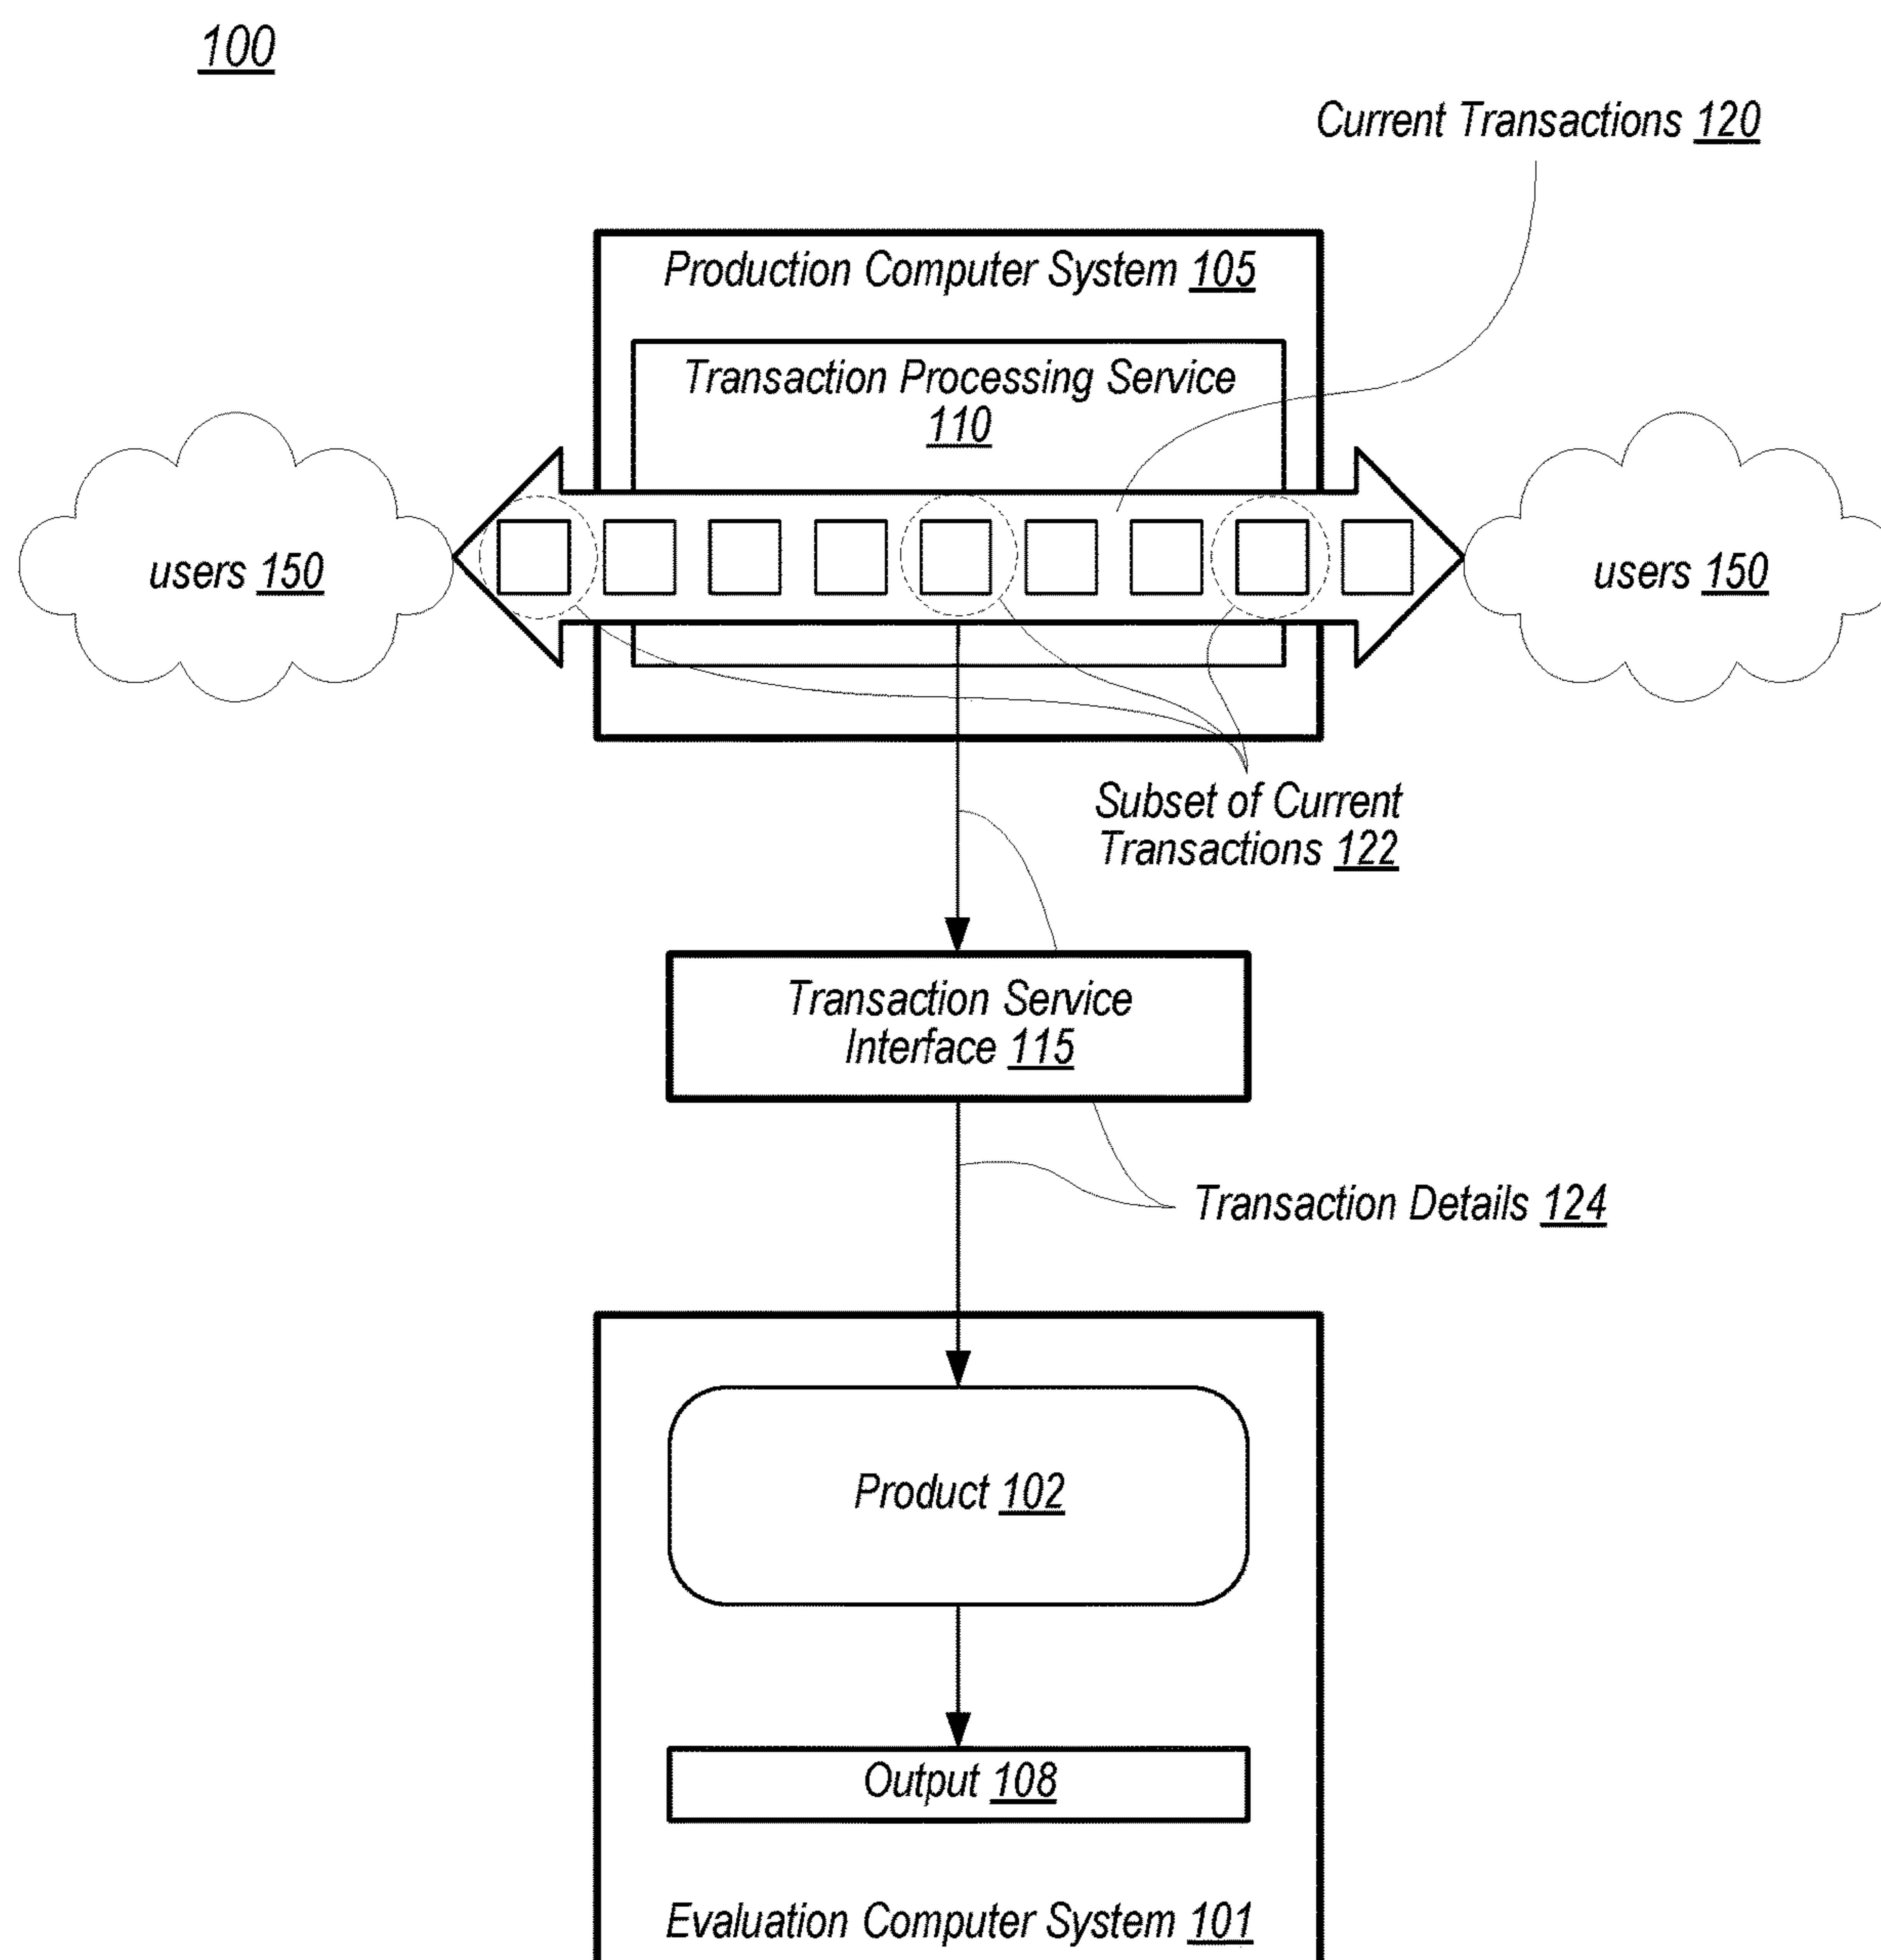 100
Current Transactions 120
Production Computer System 105
Transaction Processing Service
110
users 150
users 150
Subset of Current
Transactions 122
Transaction Service
Interface 115
Transaction Details 124
Product 102
Output 108
Evaluation Computer System 101